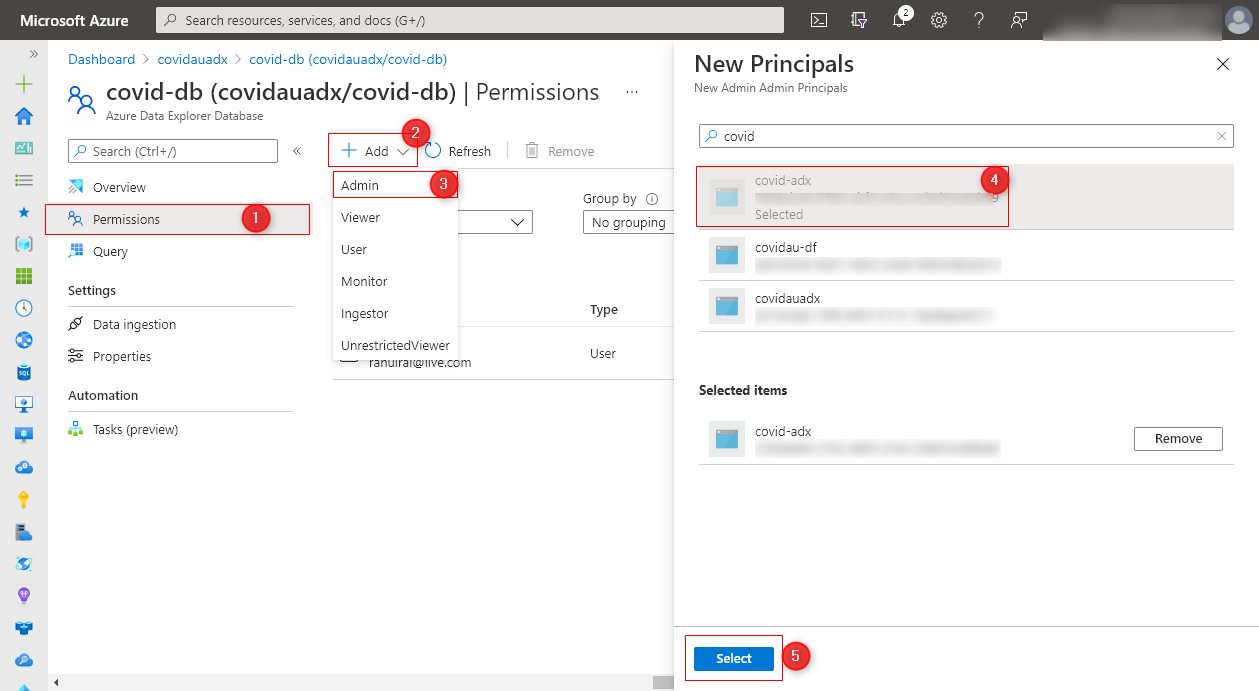 Microsoft Azure
Search resources, services, and docs (G+/)
2
Dashboard > covidauadx > covid-db (covidauadx/covid-db)
covid-db (covidauadx/covid-db) | Permissions ...
Azure Data Explorer Database
Search (Ctrl+/)
Overview
Permissions
1
Query
Settings
Data ingestion
Properties
Automation
Tasks (preview)
Add
2
Refresh
Remove
Admin
3
Viewer
User
Monitor
Ingestor
UnrestrictedViewer
Group by
No grouping
Type
User
rahulrai@live.com
New Principals
New Admin Admin Principals
covid
covid-adx
4
Selected
covidau-df
covidauadx
Selected items
covid-adx
Remove
Select
5